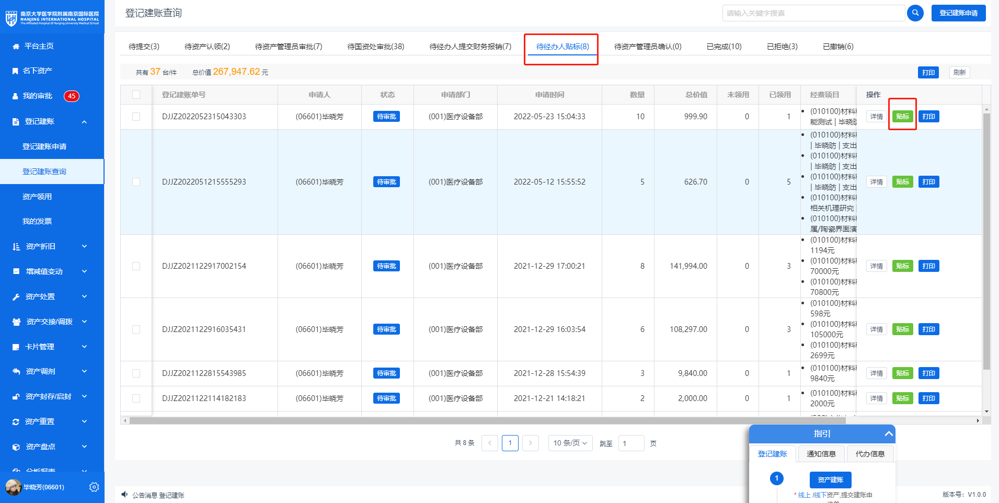 南京大学医学院附属南京国际医院
NANJING INTERNATIONAL HOSPITAL
The Affiliated Hospital Of Nanjing University Medical School
登记建账查询
请输入关键字搜素
登记建账申请
平台主页
名下资产
我的审批 45
登记建账
登记建账申请
登记建账查询
资产领用
我的发票
资产折旧
增减值变动
资产处置
资产交接/调拨
卡片管理
资产调剂
资产封存/启封
资产重置
资产盘点
分析报表
毕晓芳(06601)
待提交(3) 待资产认领(2) 待资产管理员审批(7) 待国资处审批(38) 待经办人提交财务报销(7) 待经办人贴标(8) 待资产管理员确认(0) 已完成(10) 已拒绝(3) 已撤销(6)
共有 37 台/件 总价值 267,947.62 元 打印 刷新
登记建账单号 申请人 状态 申请部门 申请时间 数量 总价值 未领用 已领用 经费项目 操作
DJJZ2022052315043303 (06601)毕晓芳 待审批 (001)医疗设备部 2022-05-23 15:04:33 10 999.90 0 1 详情 贴标 打印
(010100)材料
能测试 | 毕晓
DJJZ2022051215555293 (06601)毕晓芳 待审批 (001)医疗设备部 2022-05-12 15:55:52 5 626.70 0 5 详情 贴标 打印
(010100)材料
| 毕晓昉 | 支出
(010100)材料
| 毕晓昉 | 支出
(010100)材料
| 毕晓昉 | 支出
(010100)材料
相关机理研究 |
(010100)材料
属/陶瓷界面演
DJJZ2021122917002154 (06601)毕晓芳 待审批 (001)医疗设备部 2021-12-29 17:00:21 8 141,994.00 0 3 详情 贴标 打印
(010100)材料
1194元
(010100)材料
70000元
(010100)材料
70800元
DJJZ2021122916035431 (06601)毕晓芳 待审批 (001)医疗设备部 2021-12-29 16:03:54 6 108,297.00 0 3 详情 贴标 打印
(010100)材料
598元
(010100)材料
105000元
(010100)材料
2699元
DJJZ2021122815543985 (06601)毕晓芳 待审批 (001)医疗设备部 2021-12-28 15:54:39 3 9,840.00 0 1 详情 贴标 打印
(010100)材料
9840元
DJJZ2021122114182183 (06601)毕晓芳 待审批 (001)医疗设备部 2021-12-21 14:18:21 2 2,000.00 0 1 详情 贴标 打印
(010100)材料
2000元
共 8 条 1 10 条/页 跳至 1 页
指引
登记建账 通知信息 代办信息
1 资产建账
* 线上 /线下资产,提交建账申
公告消息 登记建账
版本号： V1.0.0